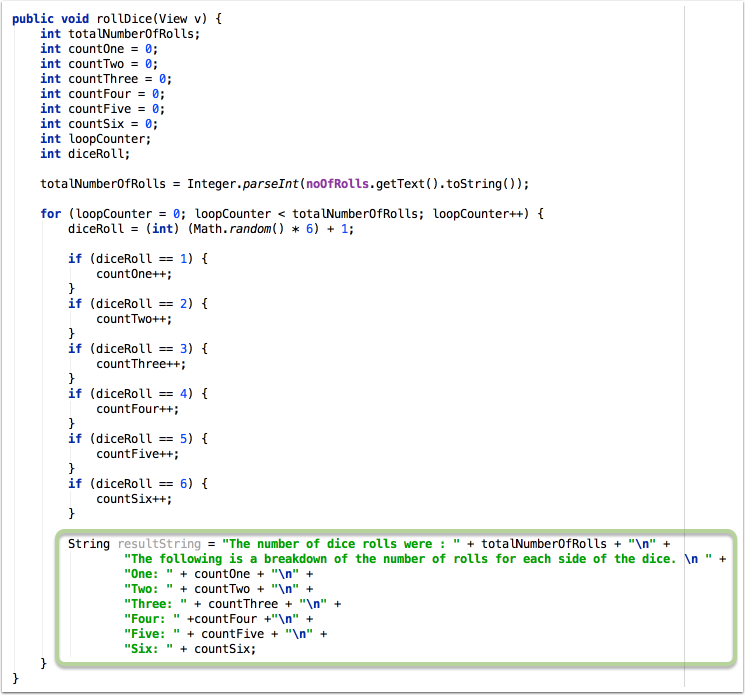 public void rollDice(View v) {
    int totalNumberOfRolls;
    int countOne = 0;
    int countTwo = 0;
    int countThree = 0;
    int countFour = 0;
    int countFive = 0;
    int countSix = 0;
    int loopCounter;
    int diceRoll;

    totalNumberOfRolls = Integer.parseInt(noOfRolls.getText().toString());

    for (loopCounter = 0; loopCounter < totalNumberOfRolls; loopCounter++) {
        diceRoll = (int) (Math.random() * 6) + 1;

        if (diceRoll == 1) {
            countOne++;
        }
        if (diceRoll == 2) {
            countTwo++;
        }
        if (diceRoll == 3) {
            countThree++;
        }
        if (diceRoll == 4) {
            countFour++;
        }
        if (diceRoll == 5) {
            countFive++;
        }
        if (diceRoll == 6) {
            countSix++;
        }

        String resultString = "The number of dice rolls were : " + totalNumberOfRolls + "\n" +
                "The following is a breakdown of the number of rolls for each side of the dice. \n " +
                "One: " + countOne + "\n" +
                "Two: " + countTwo + "\n" +
                "Three: " + countThree + "\n" +
                "Four: " +countFour +"\n" +
                "Five: " + countFive + "\n" +
                "Six: " + countSix;
    }
}